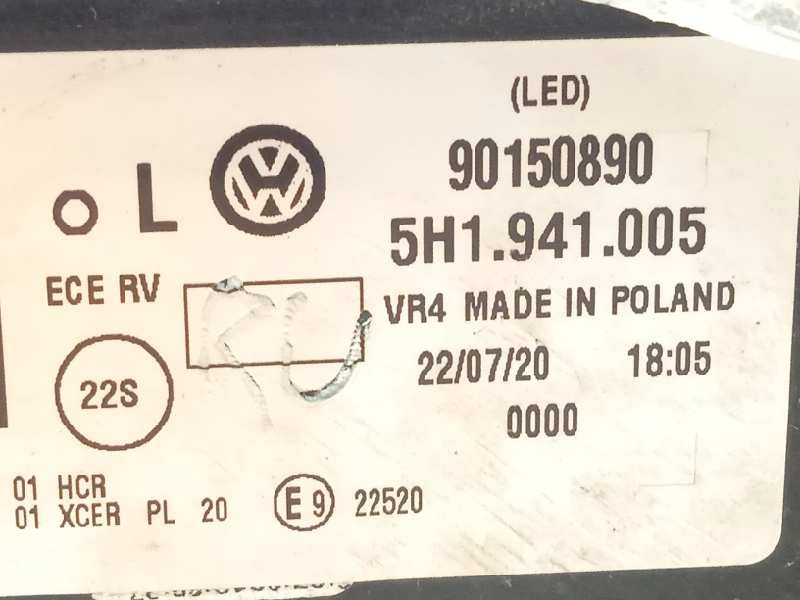 (LED)
90150890
o L
5H1.941.005
ECE RV
VR4 MADE IN POLAND
RU
22/07/20 18:05
22S
0000
01 HCR
01 XCER PL 20
E9 22520